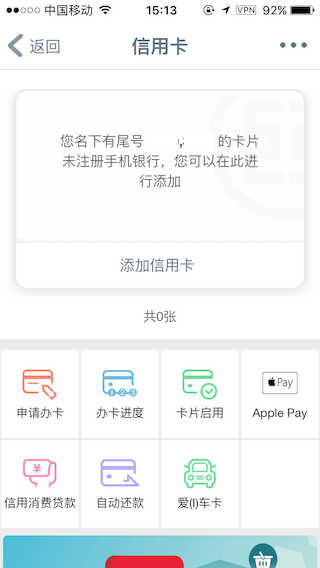 中国移动 15:13 VPN 92%
返回 信用卡
您名下有尾号 的卡片
未注册手机银行，您可以在此进
行添加
添加信用卡
共0张
申请办卡 办卡进度 卡片启用 Apple Pay
信用消费贷款 自动还款 爱(I)车卡